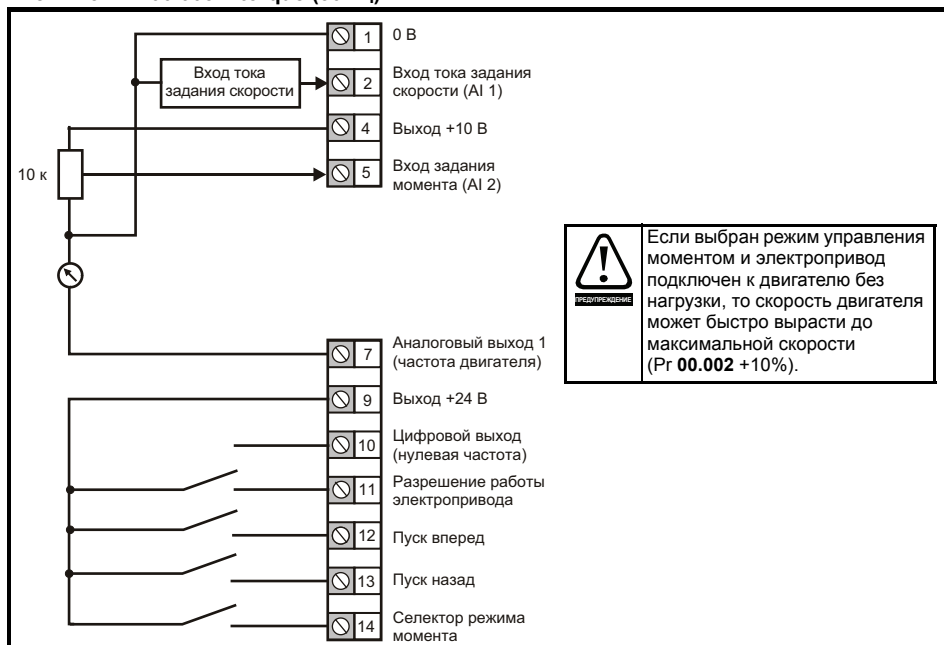 1
0 В
Вход тока
задания скорости
2
Вход тока задания
скорости (AI 1)
4
Выход +10 В
10 к
5
Вход задания
момента (AI 2)
7
Аналоговый выход 1
(частота двигателя)
9
Выход +24 В
10
Цифровой выход
(нулевая частота)
11
Разрешение работы
электропривода
12
Пуск вперед
13
Пуск назад
14
Селектор режима
момента
ПРЕДУПРЕЖДЕНИЕ
Если выбран режим управления
моментом и электропривод
подключен к двигателю без
нагрузки, то скорость двигателя
может быстро вырасти до
максимальной скорости
(Pr 00.002 +10%).